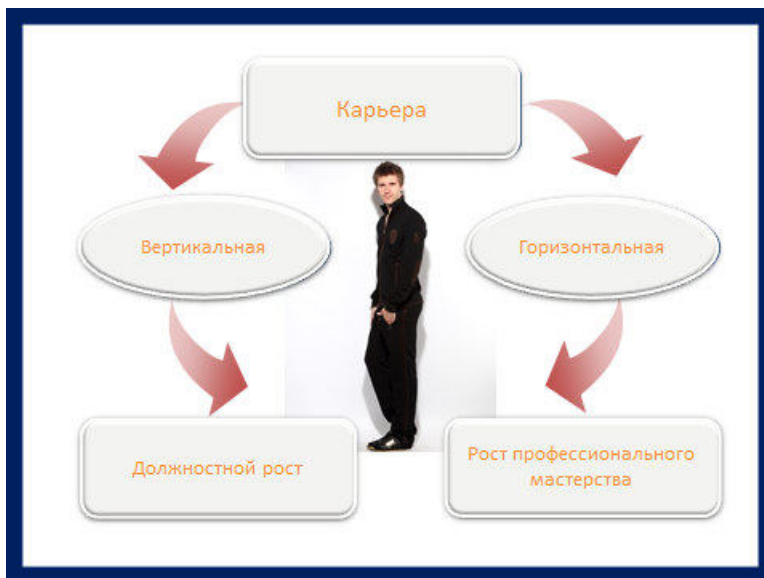 Карьера
Вертикальная
Горизонтальная
Должностной рост
Рост профессионального
мастерства